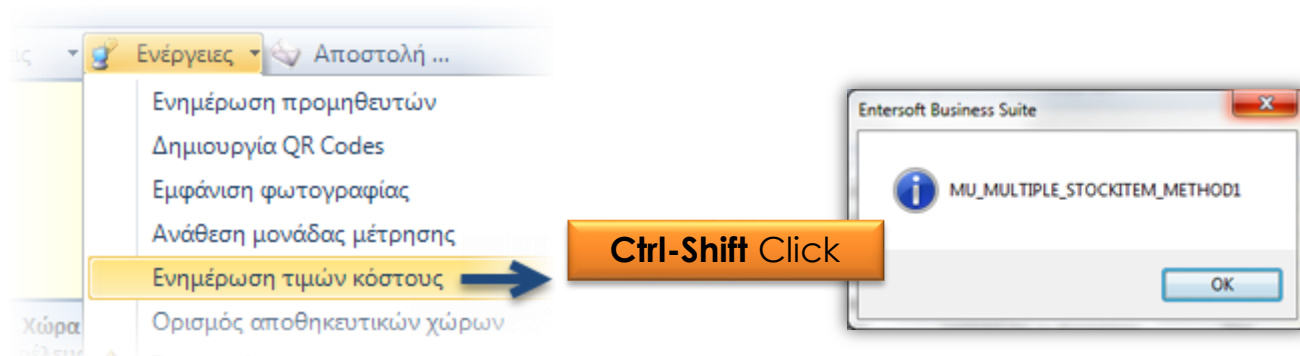 Ενέργειες
Αποστολή ...
Ενημέρωση προμηθευτών
Δημιουργία QR Codes
Εμφάνιση φωτογραφίας
Ανάθεση μονάδας μέτρησης
Ενημέρωση τιμών κόστους
Ορισμός αποθηκευτικών χώρων
Χώρα
Ctrl-Shift Click
Entersoft Business Suite
MU_MULTIPLE_STOCKITEM_METHOD1
OK